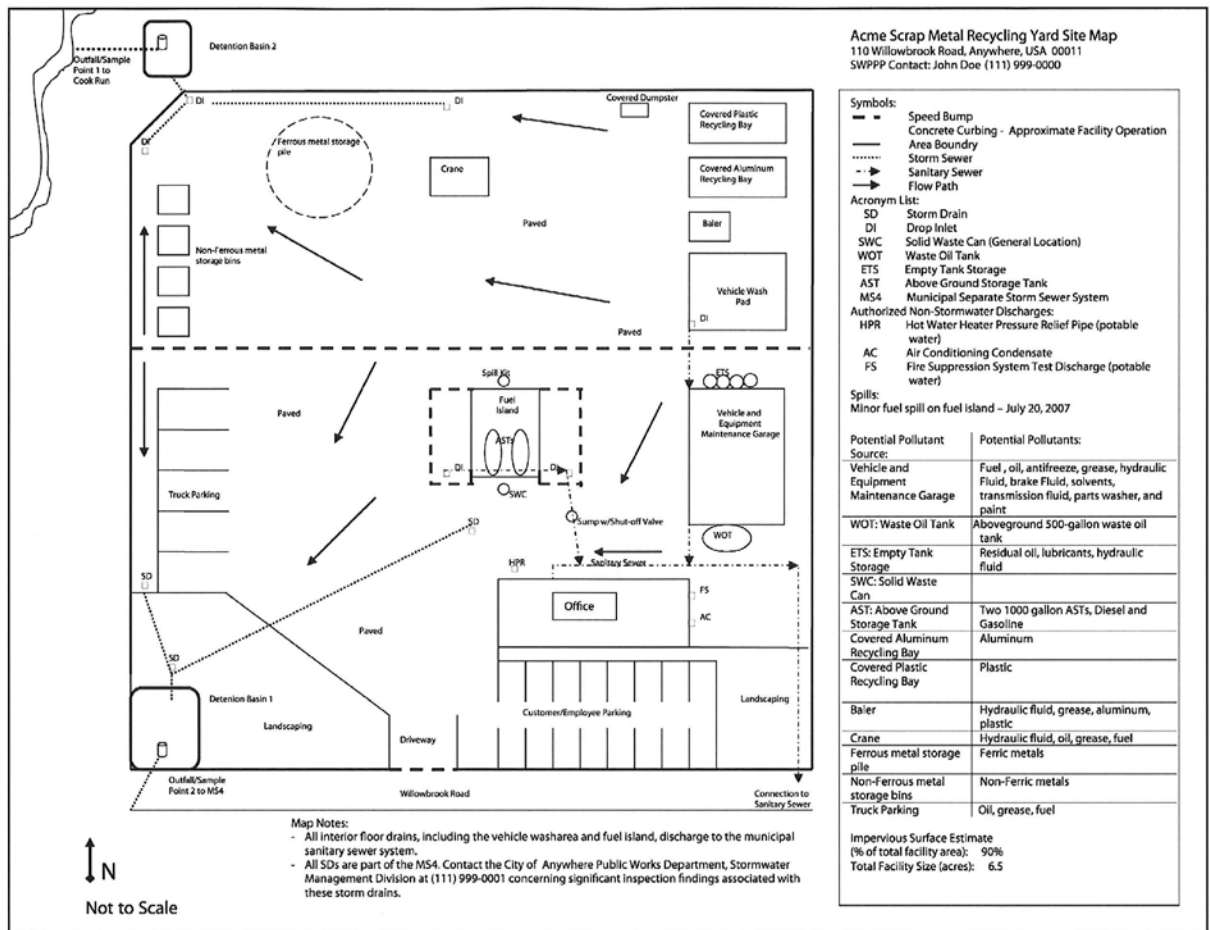 Acme Scrap Metal Recycling Yard Site Map
110 Willowbrook Road, Anywhere, USA 00011
SWPPP Contact: John Doe (111) 999-0000
Detention Basin 2
Outfall/Sample
Point 1 to
Cook Run
DI
DI
DI
Covered Dumpster
Covered Plastic
Recycling Bay
Ferrous metal storage
pile
Crane
Covered Aluminum
Recycling Bay
Paved
Baler
Non-Ferrous metal
storage bins
Vehicle Wash
Pad
DI
Paved
Spill Kit
ETS
Fuel
Island
Paved
Vehicle and
Equipment
Maintenance Garage
ASTs
DI
DI
SWC
Truck Parking
SD
Sump w/Shut-off Valve
WOT
Sanitary Sewer
HPR
SD
FS
Office
AC
Paved
SD
Detenion Basin 1
Landscaping
Customer/Employee Parking
Landscaping
Driveway
Outfall/Sample
Point 2 to MS4
Willowbrook Road
Connection to
Sanitary Sewer
Map Notes:
- All interior floor drains, including the vehicle washarea and fuel island, discharge to the municipal
sanitary sewer system.
- All SDs are part of the MS4. Contact the City of Anywhere Public Works Department, Stormwater
Management Division at (111) 999-0001 concerning significant inspection findings associated with
these storm drains.
N
Not to Scale
Symbols:
Speed Bump
Concrete Curbing - Approximate Facility Operation
Area Boundry
Storm Sewer
Sanitary Sewer
Flow Path
Acronym List:
SD Storm Drain
DI Drop Inlet
SWC Solid Waste Can (General Location)
WOT Waste Oil Tank
ETS Empty Tank Storage
AST Above Ground Storage Tank
MS4 Municipal Separate Storm Sewer System
Authorized Non-Stormwater Discharges:
HPR Hot Water Heater Pressure Relief Pipe (potable
water)
AC Air Conditioning Condensate
FS Fire Suppression System Test Discharge (potable
water)
Spills:
Minor fuel spill on fuel island – July 20, 2007
Potential Pollutant Potential Pollutants:
Source:
Vehicle and Fuel , oil, antifreeze, grease, hydraulic
Equipment Fluid, brake Fluid, solvents,
Maintenance Garage transmission fluid, parts washer, and
paint
WOT: Waste Oil Tank Aboveground 500-gallon waste oil
tank
ETS: Empty Tank Residual oil, lubricants, hydraulic
Storage fluid
SWC: Solid Waste
Can
AST: Above Ground Two 1000 gallon ASTs, Diesel and
Storage Tank Gasoline
Covered Aluminum Aluminum
Recycling Bay
Covered Plastic Plastic
Recycling Bay
Baler Hydraulic fluid, grease, aluminum,
plastic
Crane Hydraulic fluid, oil, grease, fuel
Ferrous metal storage Ferric metals
pile
Non-Ferrous metal Non-Ferric metals
storage bins
Truck Parking Oil, grease, fuel
Impervious Surface Estimate
(% of total facility area): 90%
Total Facility Size (acres): 6.5